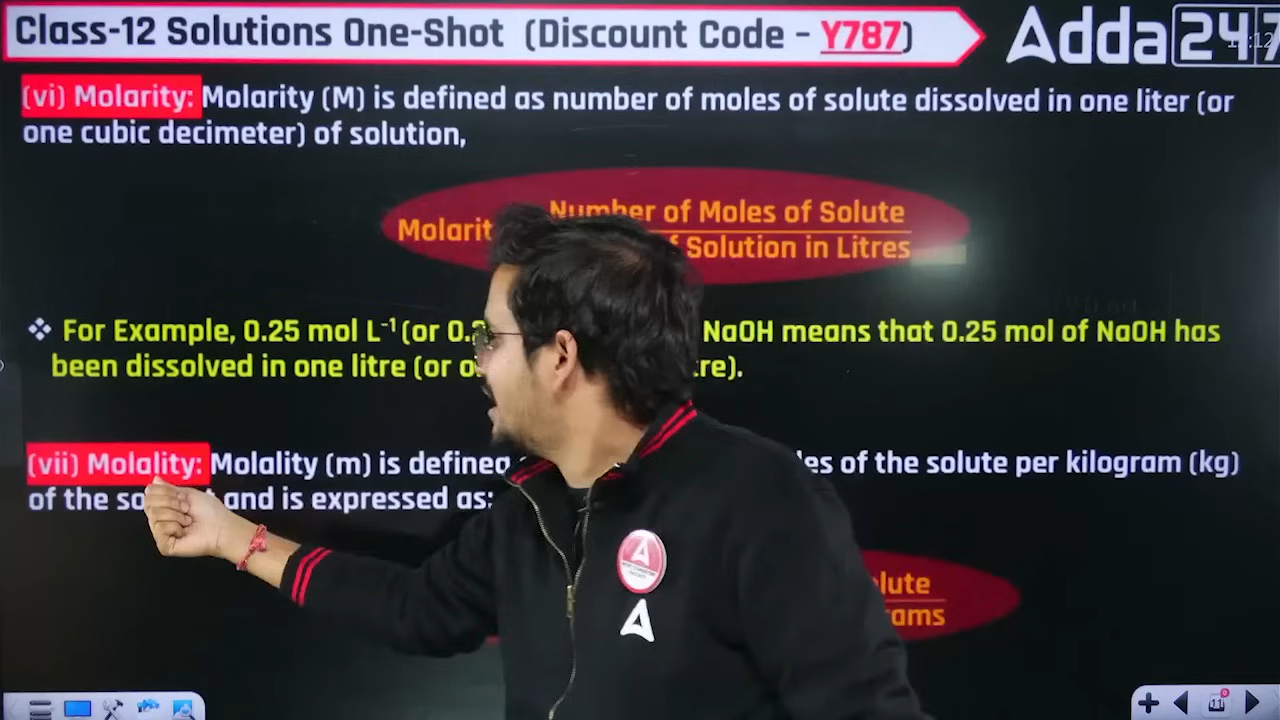 Class-12 Solutions One-Shot (Discount Code - Y787)
Adda 247
(vi) Molarity: Molarity (M) is defined as number of moles of solute dissolved in one liter (or
one cubic decimeter) of solution,
Number of Moles of Solute
Solution in Litres
❖ For Example, 0.25 mol L⁻¹ (or NaOH means that 0.25 mol of NaOH has
been dissolved in one litre (or
(vii) Molality: Molality (m) is defined of the solute per kilogram (kg)
of the and is expressed as:
11